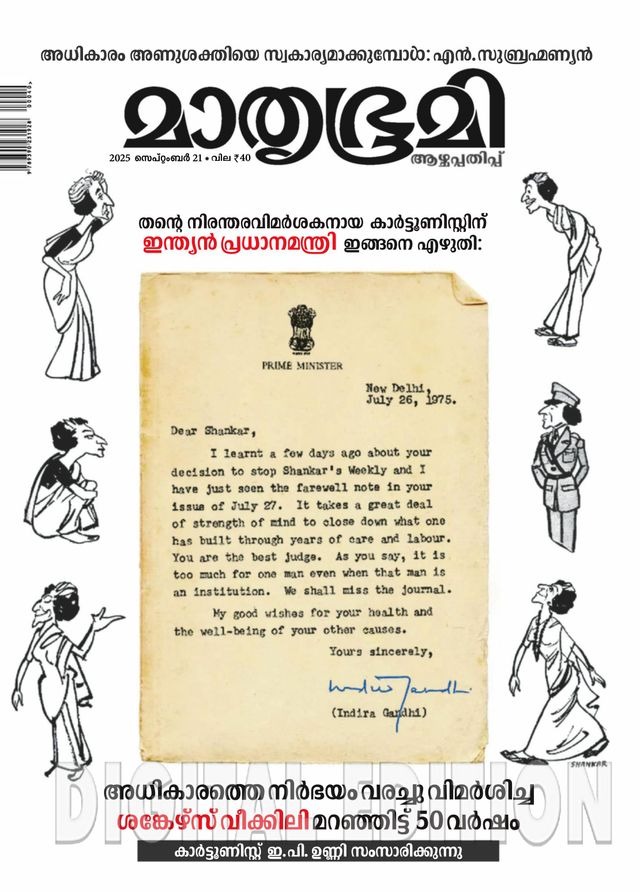 അധികാരം അണുശക്തിയെ സ്വകാര്യമാക്കുമ്പോൾ: എൻ.സുബ്രഹ്മണ്യൻ
മാതൃഭൂമി
2025 സെപ്റ്റംബർ 21 • വില ₹40
ആഴ്ചപ്പതിപ്പ്
00040>
9789390231928
തന്റെ നിരന്തരവിമർശകനായ കാർട്ടൂണിസ്റ്റിന്
ഇന്ത്യൻ പ്രധാനമന്ത്രി ഇങ്ങനെ എഴുതി:
PRIME MINISTER
New Delhi,
July 26, 1975.
Dear Shankar,
I learnt a few days ago about your
decision to stop Shankar's Weekly and I
have just seen the farewell note in your
issue of July 27. It takes a great deal
of strength of mind to close down what one
has built through years of care and labour.
You are the best judge. As you say, it is
too much for one man even when that man is
an institution. We shall miss the journal.
My good wishes for your health and
the well-being of your other causes.
Yours sincerely,
Indira Gandhi
(Indira Gandhi)
SHANKAR
DIGITAL EDITION
അധികാരത്തെ നിർഭയം വരച്ചു വിമർശിച്ച
ശങ്കേഴ്സ് വീക്കിലി മറഞ്ഞിട്ട് 50 വർഷം
കാർട്ടൂണിസ്റ്റ് ഇ.പി. ഉണ്ണി സംസാരിക്കുന്നു